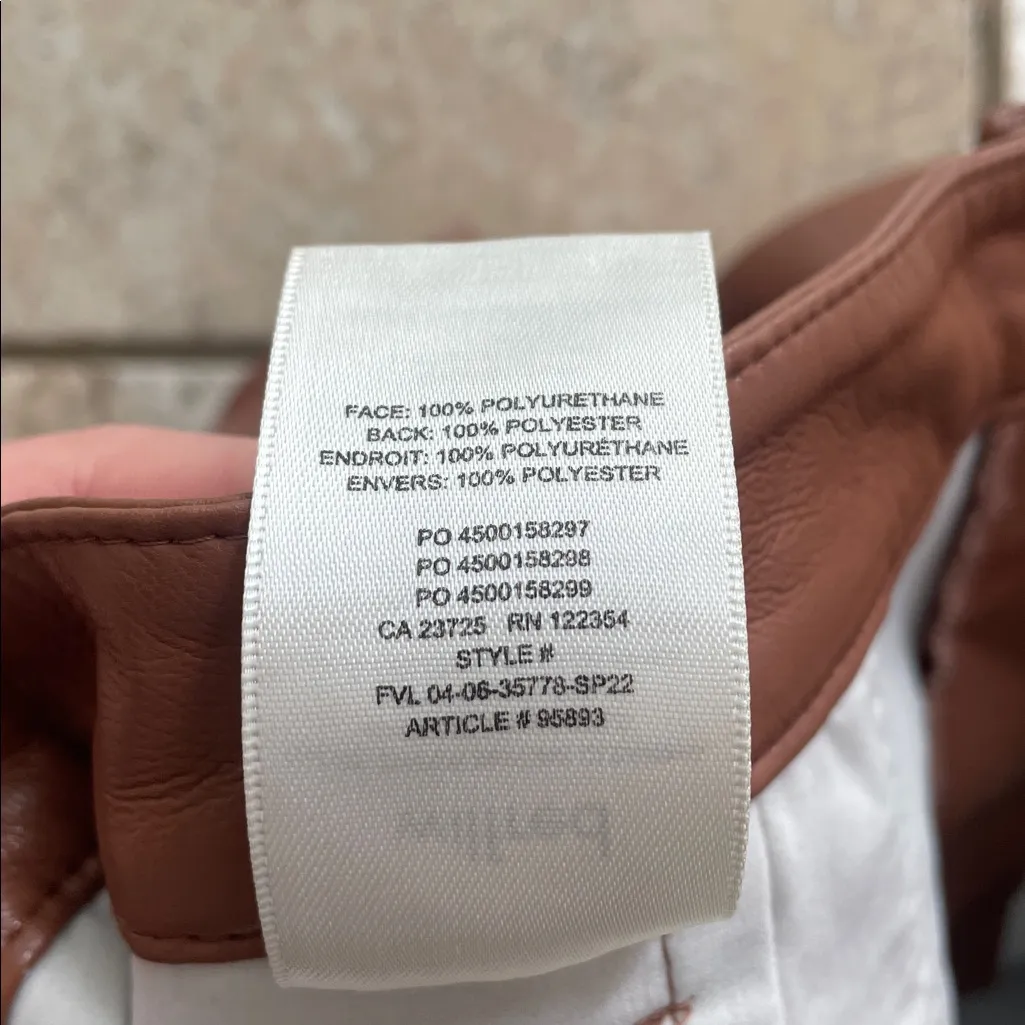 FACE: 100% POLYURETHANE
BACK: 100% POLYESTER
ENDROIT: 100% POLYURÉTHANE
ENVERS: 100% POLYESTER
PO 4500158297
PO 4500158298
PO 4500158299
CA 23725 RN 122354
STYLE #
FVL 04-06-35778-SP22
ARTICLE # 95893